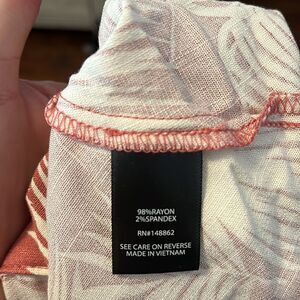 98%RAYON
2%SPANDEX
RN#148862
SEE CARE ON REVERSE
MADE IN VIETNAM